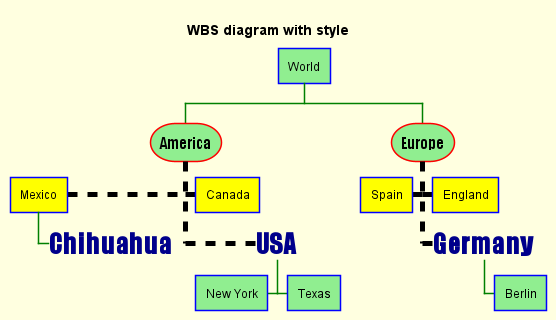 WBS diagram with style
World
America
Europe
Mexico
Canada
Spain
England
Chihuahua
USA
Germany
New York
Texas
Berlin